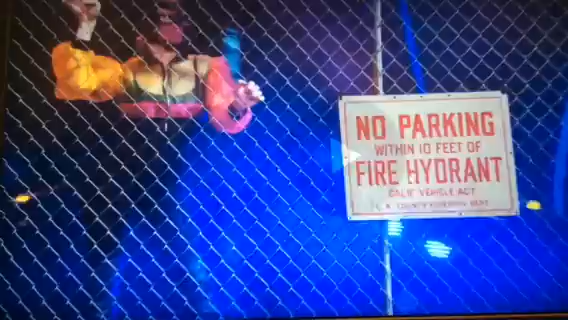 NO PARKING
WITHIN 10 FEET OF
FIRE HYDRANT
CALIF. VEHICLE ACT